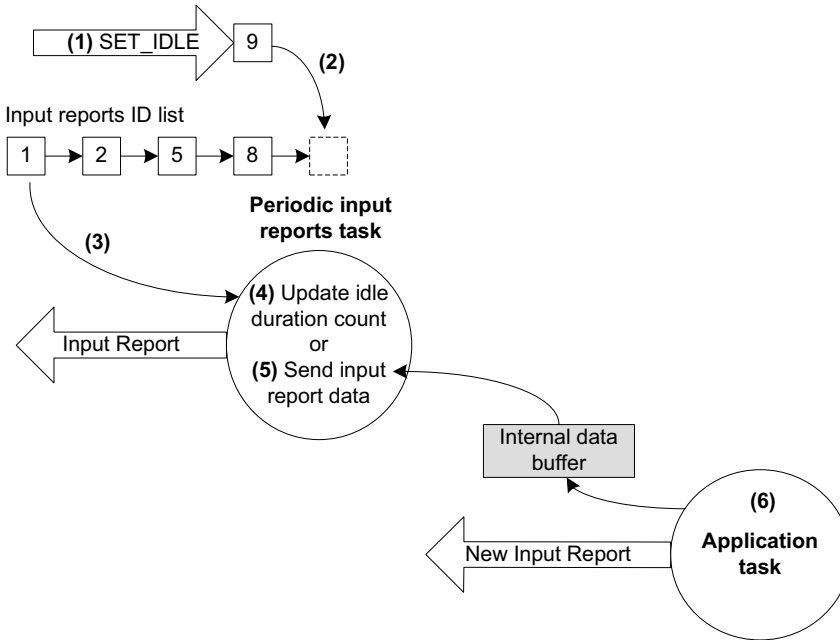 (1) SET_IDLE
9
(2)
Input reports ID list
1
2
5
8
Periodic input
reports task
(3)
(4) Update idle
duration count
or
(5) Send input
report data
Input Report
Internal data
buffer
(6)
Application
task
New Input Report